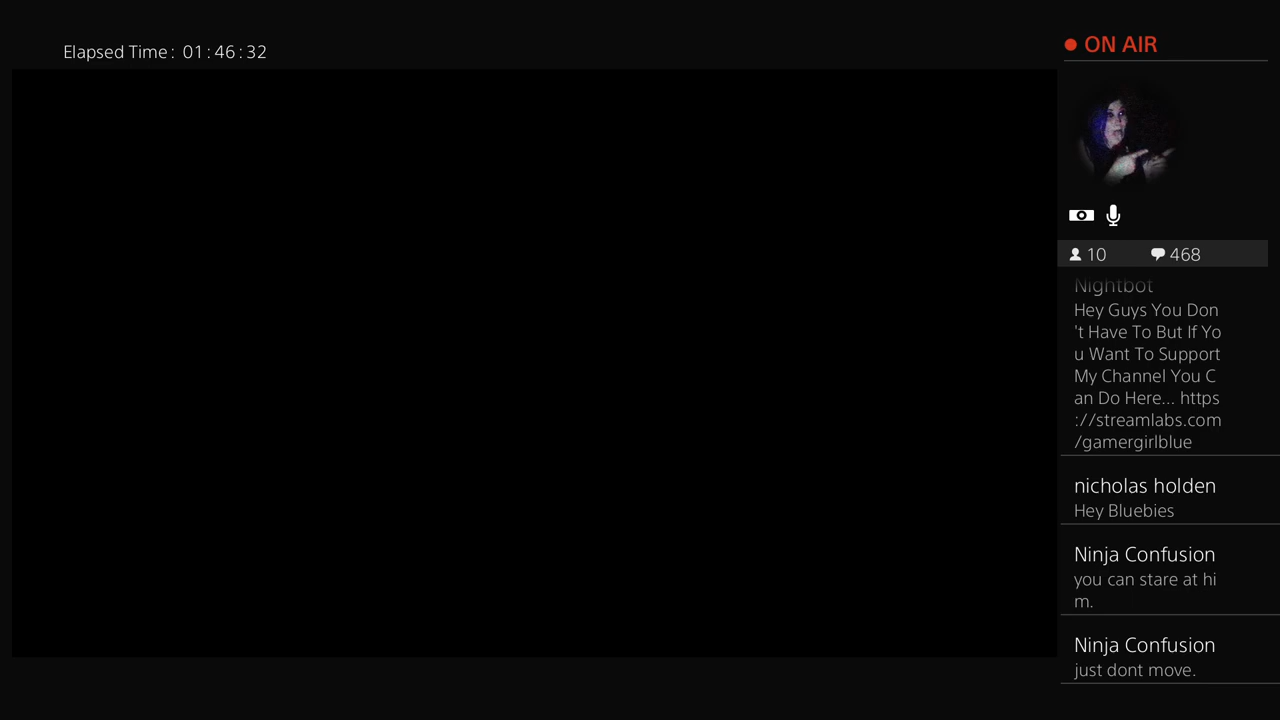 Elapsed Time: 01:46:32
ON AIR
10 468
Nightbot
Hey Guys You Don
't Have To But If Yo
u Want To Support
My Channel You C
an Do Here... https
://streamlabs.com
/gamergirlblue
nicholas holden
Hey Bluebies
Ninja Confusion
you can stare at hi
m.
Ninja Confusion
just dont move.